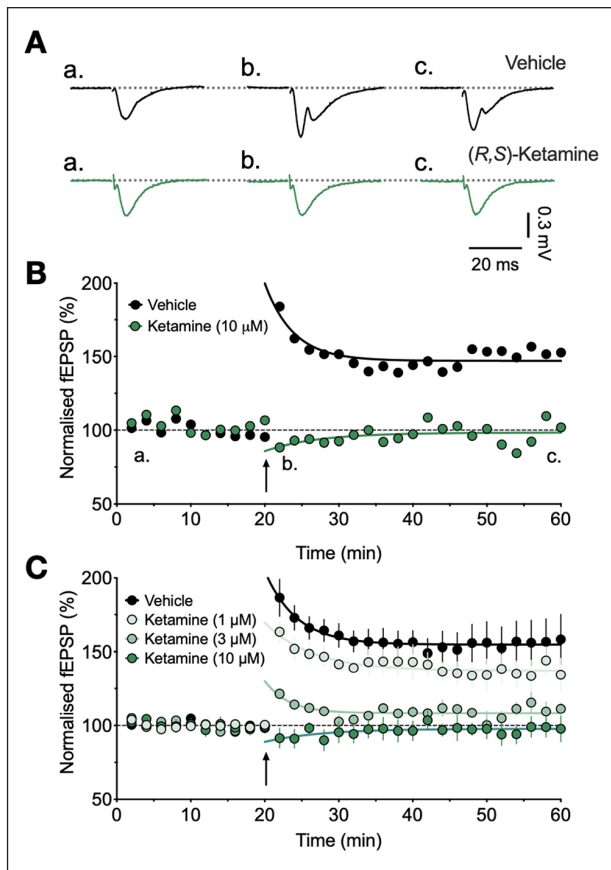 A
a.
b.
c.
Vehicle
a.
b.
c.
(R,S)-Ketamine
0.3 mV
20 ms
B
200
150
100
50
Normalised fEPSP (%)
Vehicle
Ketamine (10 μM)
a.
b.
c.
0
10
20
30
40
50
60
Time (min)
C
200
150
100
50
Normalised fEPSP (%)
Vehicle
Ketamine (1 μM)
Ketamine (3 μM)
Ketamine (10 μM)
0
10
20
30
40
50
60
Time (min)